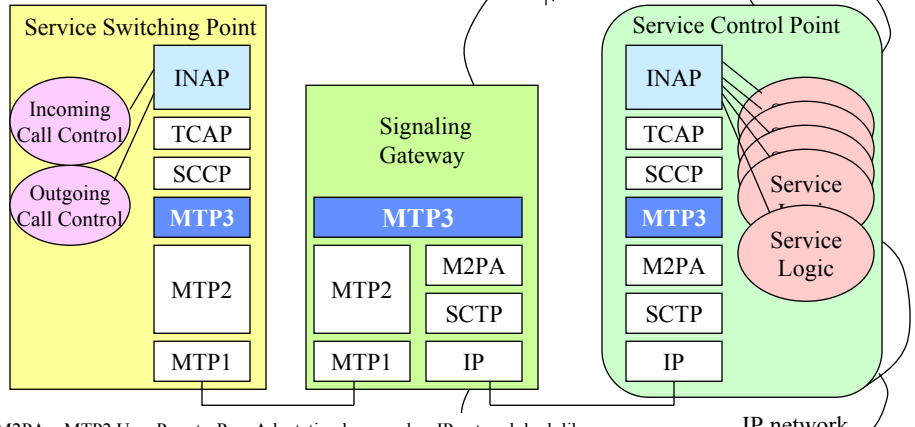 Service Switching Point
INAP
Incoming
Call Control
TCAP
SCCP
Outgoing
Call Control
MTP3
MTP2
MTP1
Signaling
Gateway
MTP3
MTP2
M2PA
SCTP
MTP1
IP
Service Control Point
INAP
TCAP
SCCP
MTP3
M2PA
SCTP
IP
Service
Service
Logic
IP network